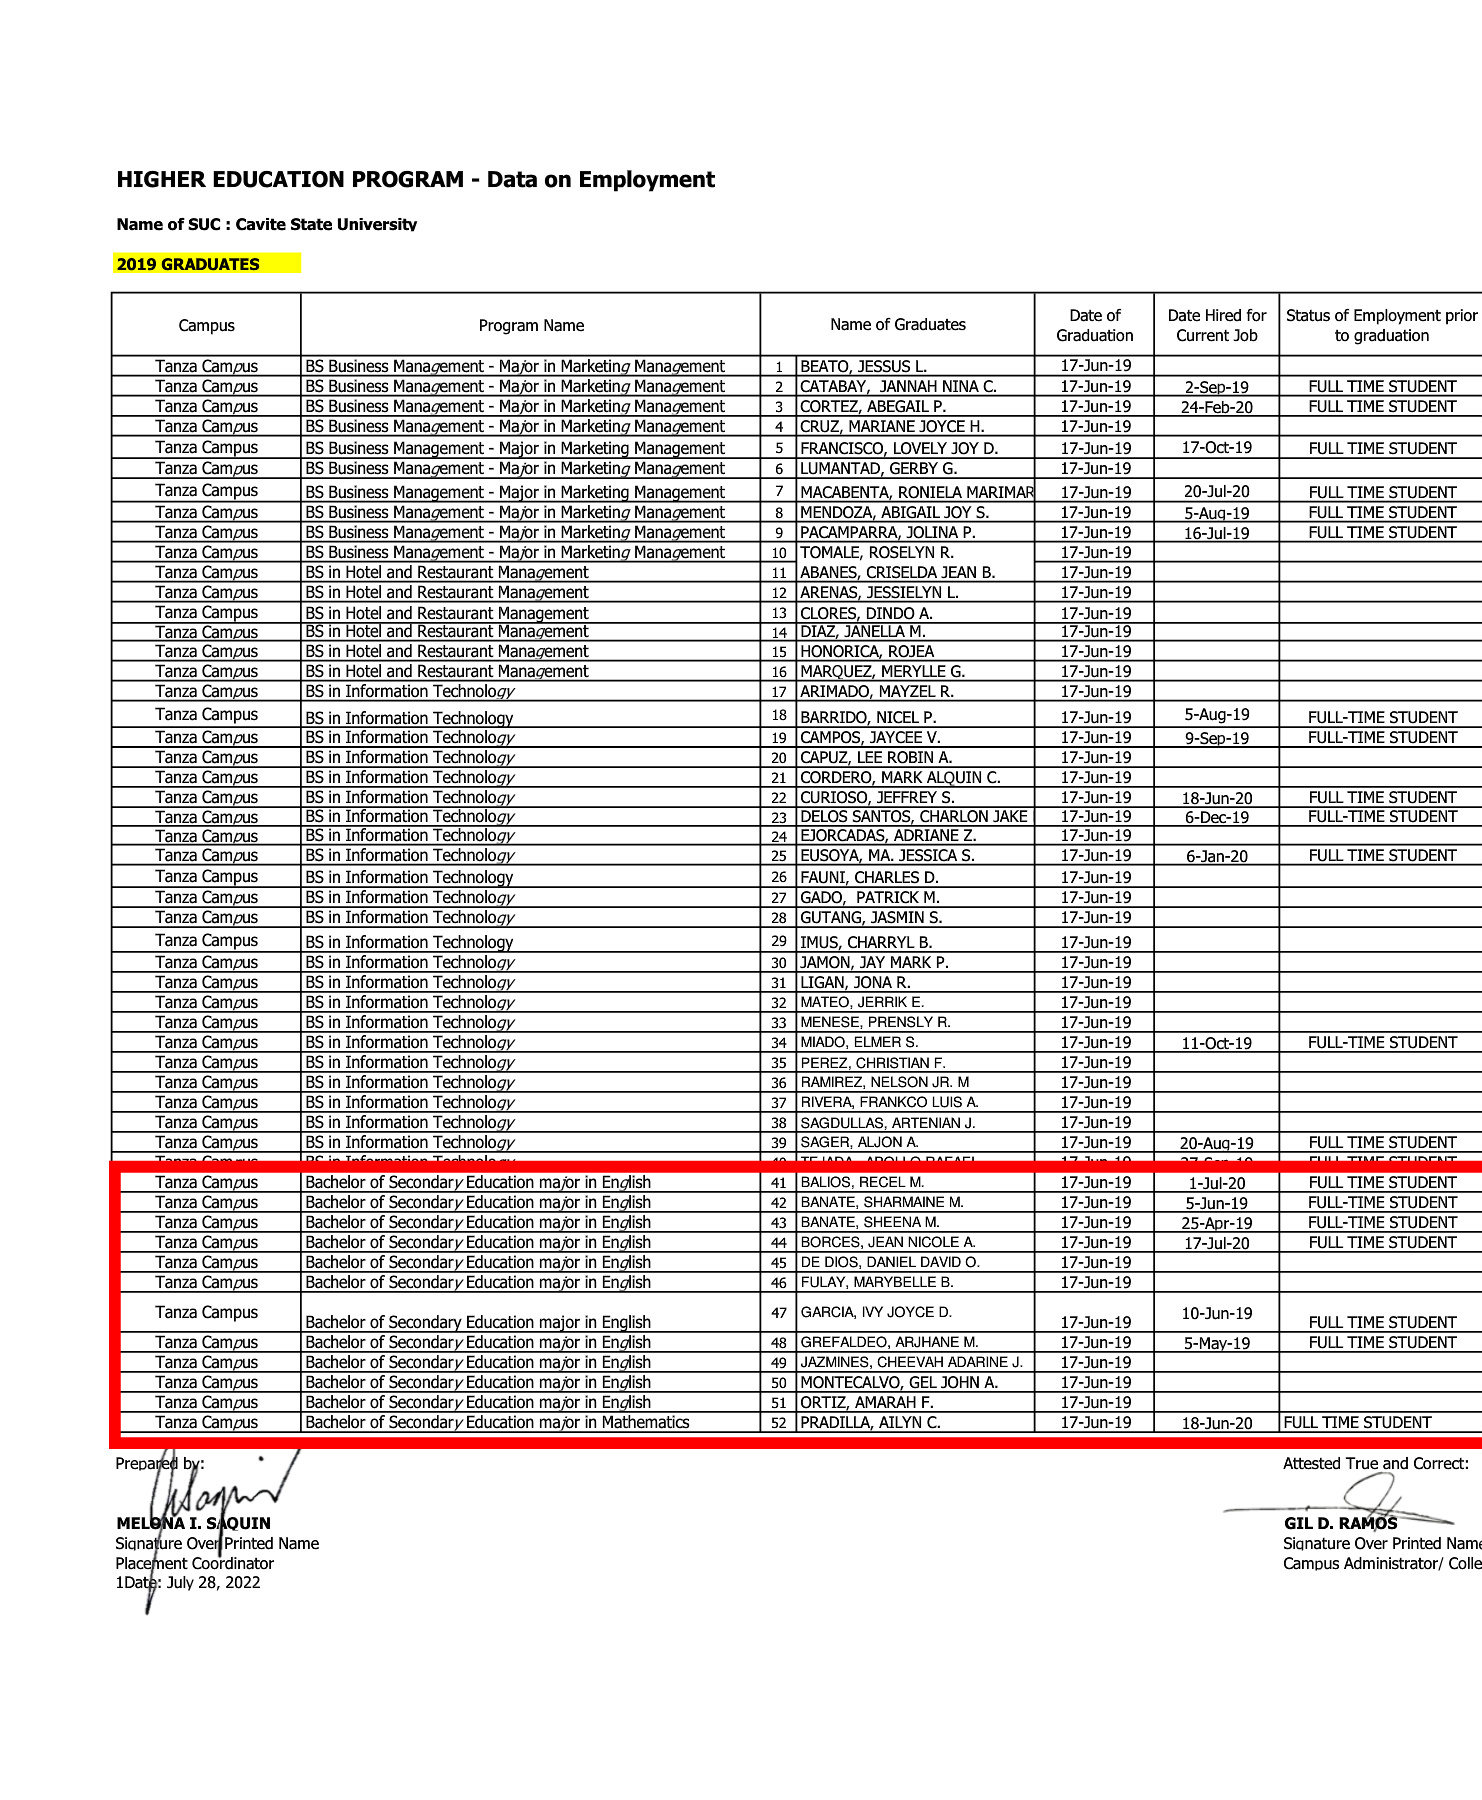 HIGHER EDUCATION PROGRAM - Data on Employment
Name of SUC : Cavite State University
2019 GRADUATES
Campus Program Name Name of Graduates Date of Graduation Date Hired for Current Job Status of Employment prior to graduation
Tanza Campus BS Business Management - Major in Marketing Management 1 BEATO, JESSUS L. 17-Jun-19
Tanza Campus BS Business Management - Major in Marketing Management 2 CATABAY, JANNAH NINA C. 17-Jun-19 2-Sep-19 FULL TIME STUDENT
Tanza Campus BS Business Management - Major in Marketing Management 3 CORTEZ, ABEGAIL P. 17-Jun-19 24-Feb-20 FULL TIME STUDENT
Tanza Campus BS Business Management - Major in Marketing Management 4 CRUZ, MARIANE JOYCE H. 17-Jun-19
Tanza Campus BS Business Management - Major in Marketing Management 5 FRANCISCO, LOVELY JOY D. 17-Jun-19 17-Oct-19 FULL TIME STUDENT
Tanza Campus BS Business Management - Major in Marketing Management 6 LUMANTAD, GERBY G. 17-Jun-19
Tanza Campus BS Business Management - Major in Marketing Management 7 MACABENTA, RONIELA MARIMAR 17-Jun-19 20-Jul-20 FULL TIME STUDENT
Tanza Campus BS Business Management - Major in Marketing Management 8 MENDOZA, ABIGAIL JOY S. 17-Jun-19 5-Aug-19 FULL TIME STUDENT
Tanza Campus BS Business Management - Major in Marketing Management 9 PACAMPARRA, JOLINA P. 17-Jun-19 16-Jul-19 FULL TIME STUDENT
Tanza Campus BS Business Management - Major in Marketing Management 10 TOMALE, ROSELYN R. 17-Jun-19
Tanza Campus BS in Hotel and Restaurant Management 11 ABANES, CRISELDA JEAN B. 17-Jun-19
Tanza Campus BS in Hotel and Restaurant Management 12 ARENAS, JESSIELYN L. 17-Jun-19
Tanza Campus BS in Hotel and Restaurant Management 13 CLORES, DINDO A. 17-Jun-19
Tanza Campus BS in Hotel and Restaurant Management 14 DIAZ, JANELLA M. 17-Jun-19
Tanza Campus BS in Hotel and Restaurant Management 15 HONORICA, ROJEA 17-Jun-19
Tanza Campus BS in Hotel and Restaurant Management 16 MARQUEZ, MERYLLE G. 17-Jun-19
Tanza Campus BS in Information Technology 17 ARIMADO, MAYZEL R. 17-Jun-19
Tanza Campus BS in Information Technology 18 BARRIDO, NICEL P. 17-Jun-19 5-Aug-19 FULL-TIME STUDENT
Tanza Campus BS in Information Technology 19 CAMPOS, JAYCEE V. 17-Jun-19 9-Sep-19 FULL-TIME STUDENT
Tanza Campus BS in Information Technology 20 CAPUZ, LEE ROBIN A. 17-Jun-19
Tanza Campus BS in Information Technology 21 CORDERO, MARK ALQUIN C. 17-Jun-19
Tanza Campus BS in Information Technology 22 CURIOSO, JEFFREY S. 17-Jun-19 18-Jun-20 FULL TIME STUDENT
Tanza Campus BS in Information Technology 23 DELOS SANTOS, CHARLON JAKE 17-Jun-19 6-Dec-19 FULL-TIME STUDENT
Tanza Campus BS in Information Technology 24 EJORCADAS, ADRIANE Z. 17-Jun-19
Tanza Campus BS in Information Technology 25 EUSOYA, MA. JESSICA S. 17-Jun-19 6-Jan-20 FULL TIME STUDENT
Tanza Campus BS in Information Technology 26 FAUNI, CHARLES D. 17-Jun-19
Tanza Campus BS in Information Technology 27 GADO, PATRICK M. 17-Jun-19
Tanza Campus BS in Information Technology 28 GUTANG, JASMIN S. 17-Jun-19
Tanza Campus BS in Information Technology 29 IMUS, CHARRYL B. 17-Jun-19
Tanza Campus BS in Information Technology 30 JAMON, JAY MARK P. 17-Jun-19
Tanza Campus BS in Information Technology 31 LIGAN, JONA R. 17-Jun-19
Tanza Campus BS in Information Technology 32 MATEO, JERRIK E. 17-Jun-19
Tanza Campus BS in Information Technology 33 MENESE, PRENSLY R. 17-Jun-19
Tanza Campus BS in Information Technology 34 MIADO, ELMER S. 17-Jun-19 11-Oct-19 FULL-TIME STUDENT
Tanza Campus BS in Information Technology 35 PEREZ, CHRISTIAN F. 17-Jun-19
Tanza Campus BS in Information Technology 36 RAMIREZ, NELSON JR. M 17-Jun-19
Tanza Campus BS in Information Technology 37 RIVERA, FRANKCO LUIS A. 17-Jun-19
Tanza Campus BS in Information Technology 38 SAGDULLAS, ARTENIAN J. 17-Jun-19
Tanza Campus BS in Information Technology 39 SAGER, ALJON A. 17-Jun-19 20-Aug-19 FULL TIME STUDENT
Tanza Campus BS in Information Technology 40 TEJADA, APOLLO RAFAEL 17-Jun-19 27-Sep-19 FULL-TIME STUDENT
Tanza Campus Bachelor of Secondary Education major in English 41 BALIOS, RECEL M. 17-Jun-19 1-Jul-20 FULL TIME STUDENT
Tanza Campus Bachelor of Secondary Education major in English 42 BANATE, SHARMAINE M. 17-Jun-19 5-Jun-19 FULL-TIME STUDENT
Tanza Campus Bachelor of Secondary Education major in English 43 BANATE, SHEENA M. 17-Jun-19 25-Apr-19 FULL-TIME STUDENT
Tanza Campus Bachelor of Secondary Education major in English 44 BORCES, JEAN NICOLE A. 17-Jun-19 17-Jul-20 FULL TIME STUDENT
Tanza Campus Bachelor of Secondary Education major in English 45 DE DIOS, DANIEL DAVID O. 17-Jun-19
Tanza Campus Bachelor of Secondary Education major in English 46 FULAY, MARYBELLE B. 17-Jun-19
Tanza Campus Bachelor of Secondary Education major in English 47 GARCIA, IVY JOYCE D. 17-Jun-19 10-Jun-19 FULL TIME STUDENT
Tanza Campus Bachelor of Secondary Education major in English 48 GREFALDEO, ARJHANE M. 17-Jun-19 5-May-19 FULL TIME STUDENT
Tanza Campus Bachelor of Secondary Education major in English 49 JAZMINES, CHEEVAH ADARINE J. 17-Jun-19
Tanza Campus Bachelor of Secondary Education major in English 50 MONTECALVO, GEL JOHN A. 17-Jun-19
Tanza Campus Bachelor of Secondary Education major in English 51 ORTIZ, AMARAH F. 17-Jun-19
Tanza Campus Bachelor of Secondary Education major in Mathematics 52 PRADILLA, AILYN C. 17-Jun-19 18-Jun-20 FULL TIME STUDENT
Prepared by: Attested True and Correct:
MELONA I. SAQUIN GIL D. RAMOS
Signature Over Printed Name Signature Over Printed Name
Placement Coordinator Campus Administrator/ Colle
1Date: July 28, 2022